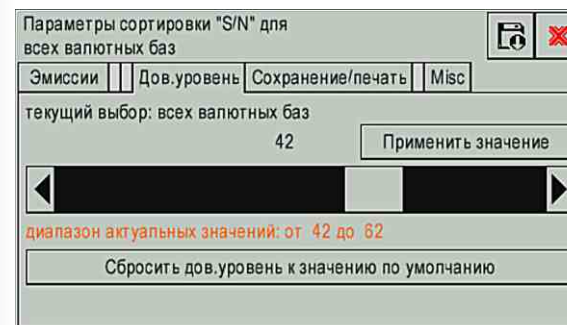 Параметры сортировки "S/N" для
всех валютных баз
Эмиссии Дов.уровень Сохранение/печать Misc
текущий выбор: всех валютных баз
42 Применить значение
диапазон актуальных значений: от 42 до 62
Сбросить дов.уровень к значению по умолчанию